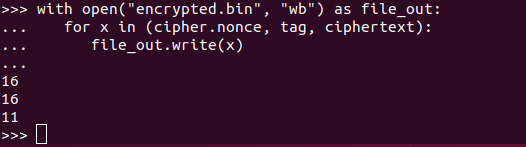 >>> with open("encrypted.bin", "wb") as file_out:
...    for x in (cipher.nonce, tag, ciphertext):
...       file_out.write(x)
...
16
16
11
>>>